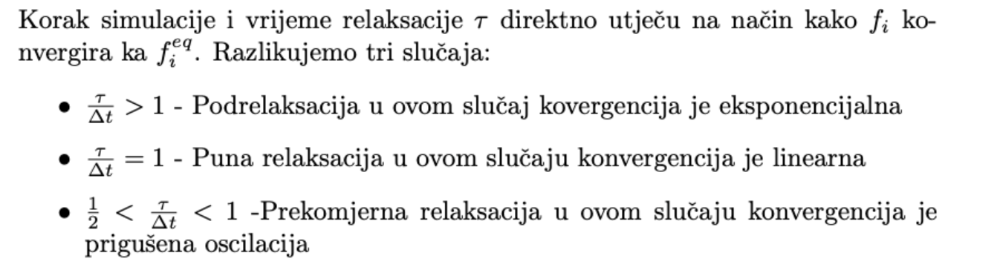 Korak simulacije i vrijeme relaksacije τ direktno utječu na način kako $f_i$ ko-
nvergira ka $f_i^{eq}$. Razlikujemo tri slučaja:
• $\frac{\tau}{\Delta t} > 1$ - Podrelaksacija u ovom slučaj kovergencija je eksponencijalna
• $\frac{\tau}{\Delta t} = 1$ - Puna relaksacija u ovom slučaju konvergencija je linearna
• $\frac{1}{2} < \frac{\tau}{\Delta t} < 1$ -Prekomjerna relaksacija u ovom slučaju konvergencija je
prigušena oscilacija